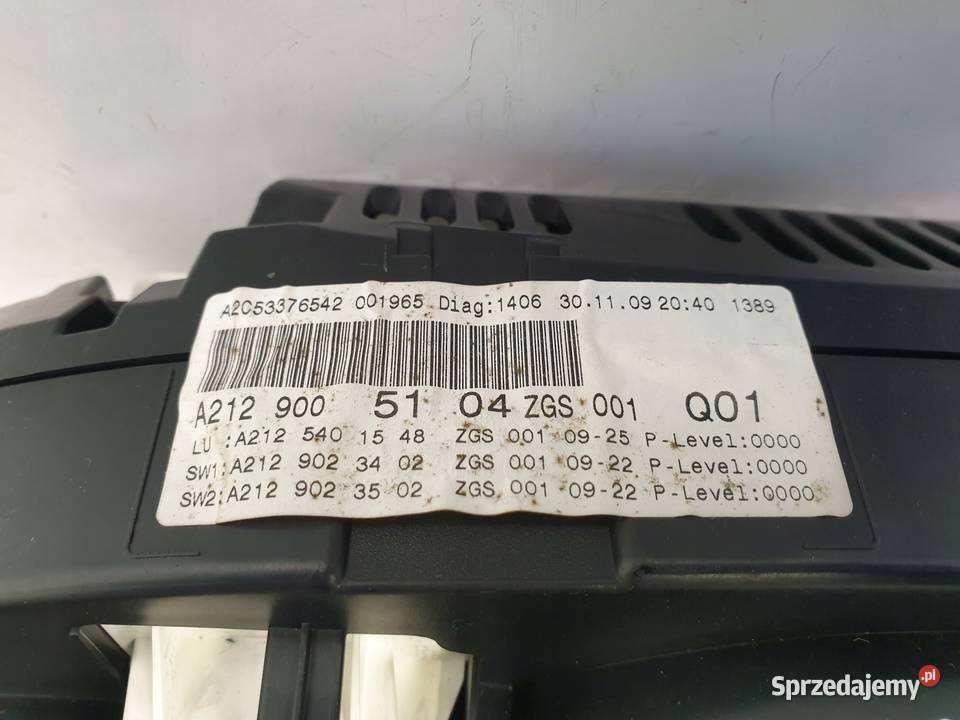 A2C53376542 001965 Diag:1406 30.11.09 20:40 1389
A212 900 51 04 ZGS 001 Q01
LU :A212 540 15 48 ZGS 001 09-25 P-Level:0000
SW1:A212 902 34 02 ZGS 001 09-22 P-Level:0000
SW2:A212 902 35 02 ZGS 001 09-22 P-Level:0000
Sprzedajemy.pl